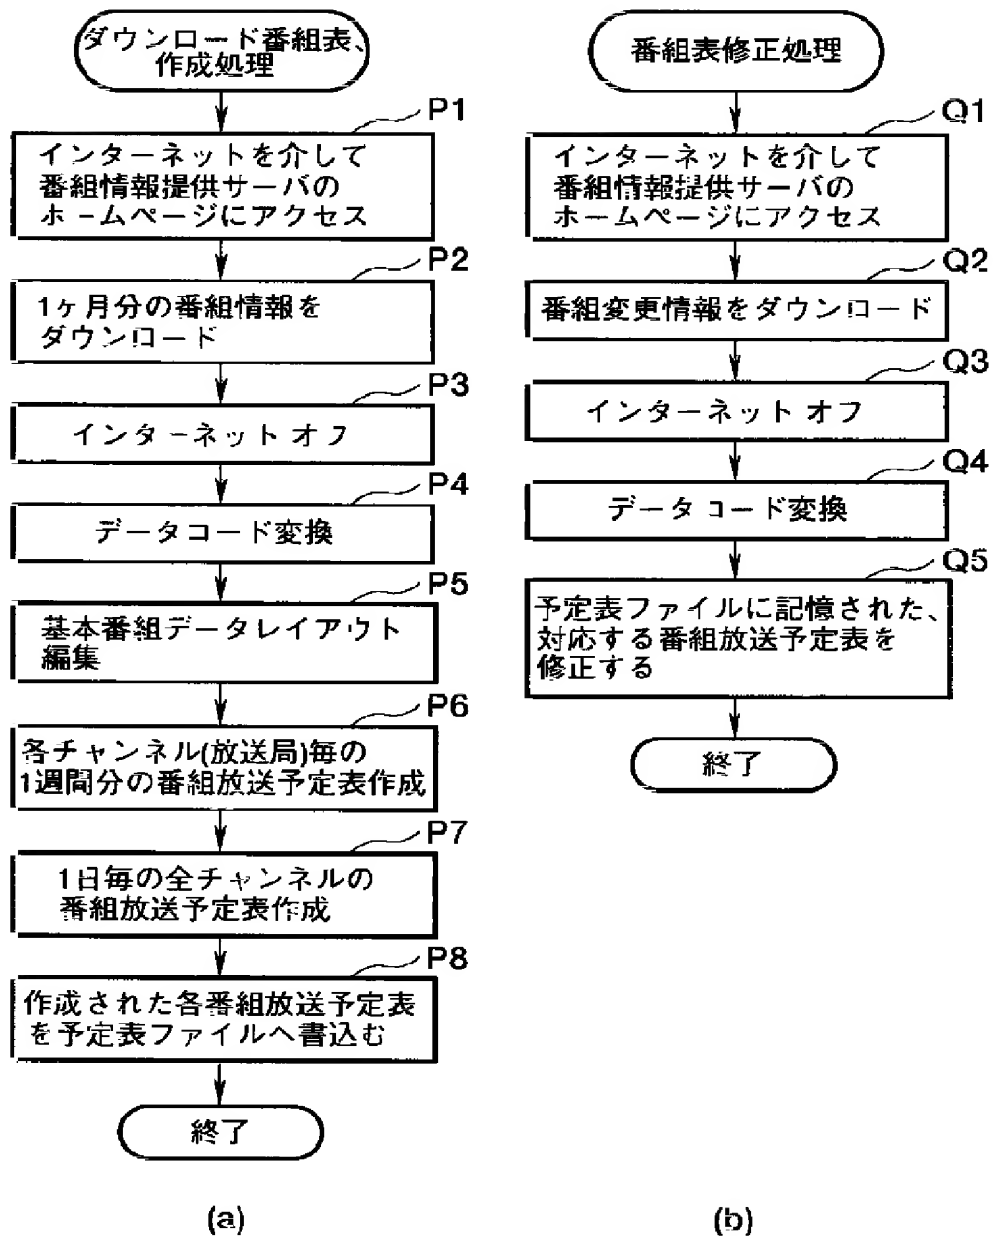 ダウンロード番組表、
作成処理
P1
インターネットを介して
番組情報提供サーバの
ホームページにアクセス
P2
1ヶ月分の番組情報を
ダウンロード
P3
インターネットオフ
P4
データコード変換
P5
基本番組データレイアウト
編集
P6
各チャンネル(放送局)毎の
1週間分の番組放送予定表作成
P7
1日毎の全チャンネルの
番組放送予定表作成
P8
作成された各番組放送予定表
を予定表ファイルへ書込む
終了
(a)
番組表修正処理
Q1
インターネットを介して
番組情報提供サーバの
ホームページにアクセス
Q2
番組変更情報をダウンロード
Q3
インターネットオフ
Q4
データコード変換
Q5
予定表ファイルに記憶された、
対応する番組放送予定表を
修正する
終了
(b)